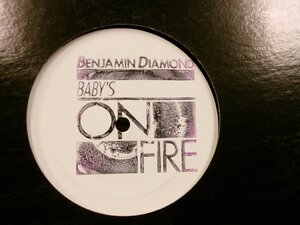 BENJAMIN DIAMOND
BABY'S
ON
FIRE